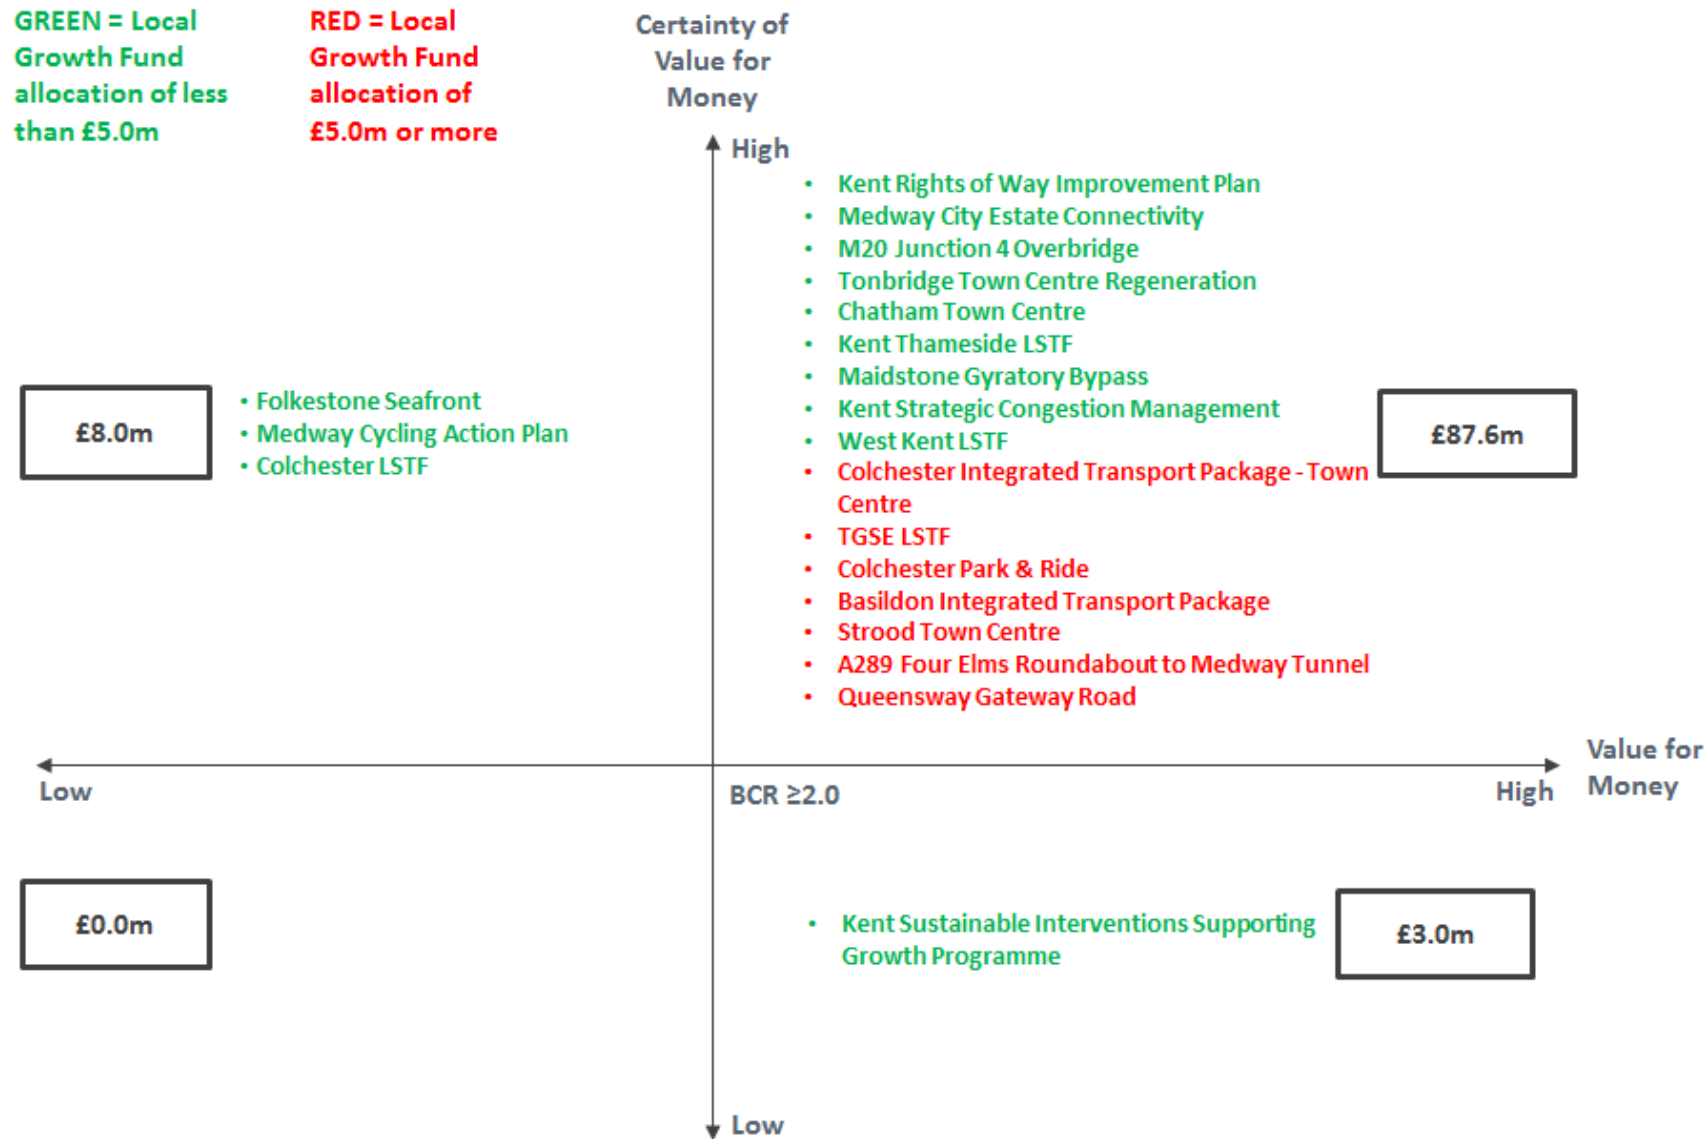 GREEN = Local
Growth Fund
allocation of less
than £5.0m
RED = Local
Growth Fund
allocation of
£5.0m or more
Certainty of
Value for
Money
High
• Kent Rights of Way Improvement Plan
• Medway City Estate Connectivity
• M20 Junction 4 Overbridge
• Tonbridge Town Centre Regeneration
• Chatham Town Centre
• Kent Thameside LSTF
• Maidstone Gyratory Bypass
• Kent Strategic Congestion Management
• West Kent LSTF
• Colchester Integrated Transport Package - Town
Centre
• TGSE LSTF
• Colchester Park & Ride
• Basildon Integrated Transport Package
• Strood Town Centre
• A289 Four Elms Roundabout to Medway Tunnel
• Queensway Gateway Road
£87.6m
£8.0m
• Folkestone Seafront
• Medway Cycling Action Plan
• Colchester LSTF
Low
BCR ≥2.0
High
Value for
Money
£0.0m
• Kent Sustainable Interventions Supporting
Growth Programme
£3.0m
Low